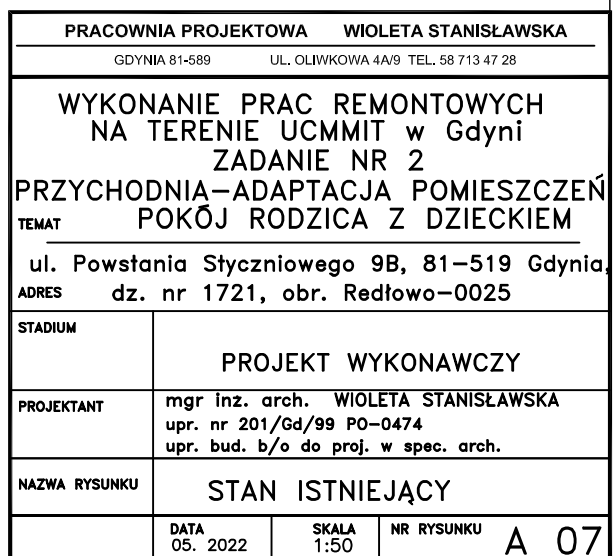 PRACOWNIA PROJEKTOWA WIOLETA STANISŁAWSKA
GDYNIA 81-589 UL. OLIWKOWA 4A/9 TEL. 58 713 47 28
WYKONANIE PRAC REMONTOWYCH
NA TERENIE UCMMIT w Gdyni
ZADANIE NR 2
PRZYCHODNIA-ADAPTACJA POMIESZCZEŃ
TEMAT POKÓJ RODZICA Z DZIECKIEM
ul. Powstania Styczniowego 9B, 81-519 Gdynia,
ADRES dz. nr 1721, obr. Redłowo-0025
STADIUM
PROJEKT WYKONAWCZY
PROJEKTANT mgr inż. arch. WIOLETA STANISŁAWSKA
upr. nr 201/Gd/99 PO-0474
upr. bud. b/o do proj. w spec. arch.
NAZWA RYSUNKU STAN ISTNIEJĄCY
DATA SKALA NR RYSUNKU A 07
05. 2022 1:50